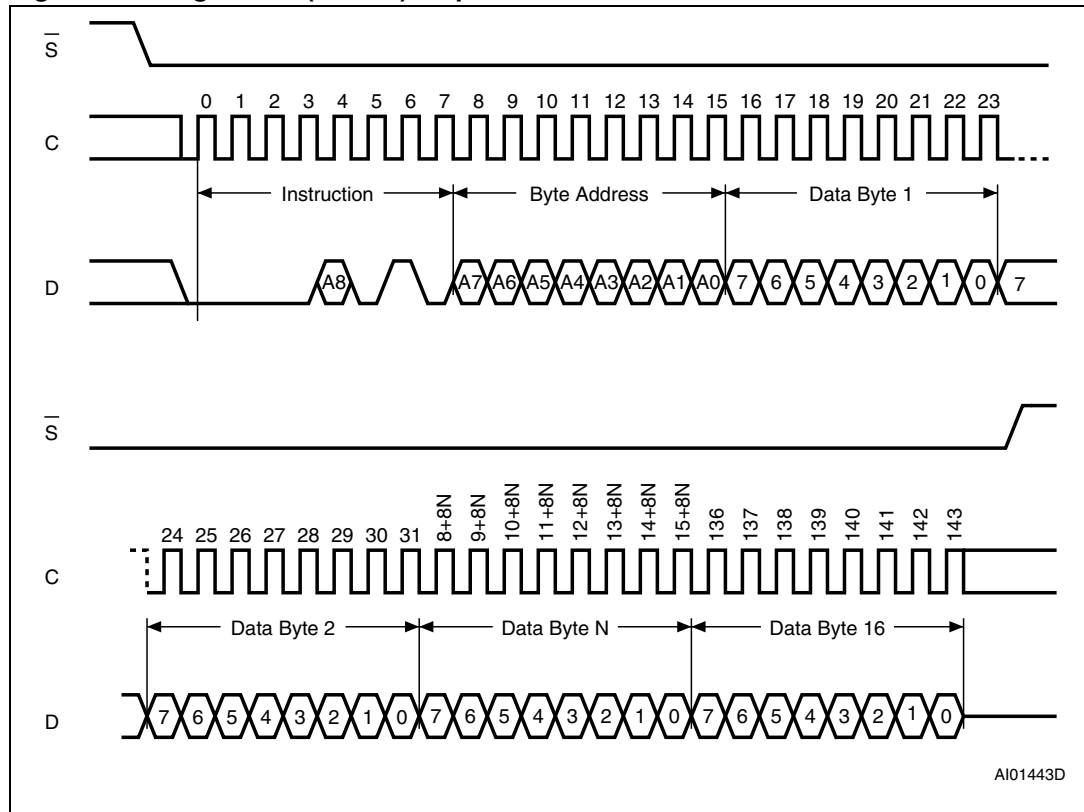 S
0 1 2 3 4 5 6 7 8 9 10 11 12 13 14 15 16 17 18 19 20 21 22 23
C
Instruction Byte Address Data Byte 1
D A8 A7 A6 A5 A4 A3 A2 A1 A0 7 6 5 4 3 2 1 0 7
S
24 25 26 27 28 29 30 31 8+8N 9+8N 10+8N 11+8N 12+8N 13+8N 14+8N 15+8N 136 137 138 139 140 141 142 143
C
Data Byte 2 Data Byte N Data Byte 16
D 7 6 5 4 3 2 1 0 7 6 5 4 3 2 1 0 7 6 5 4 3 2 1 0
AI01443D